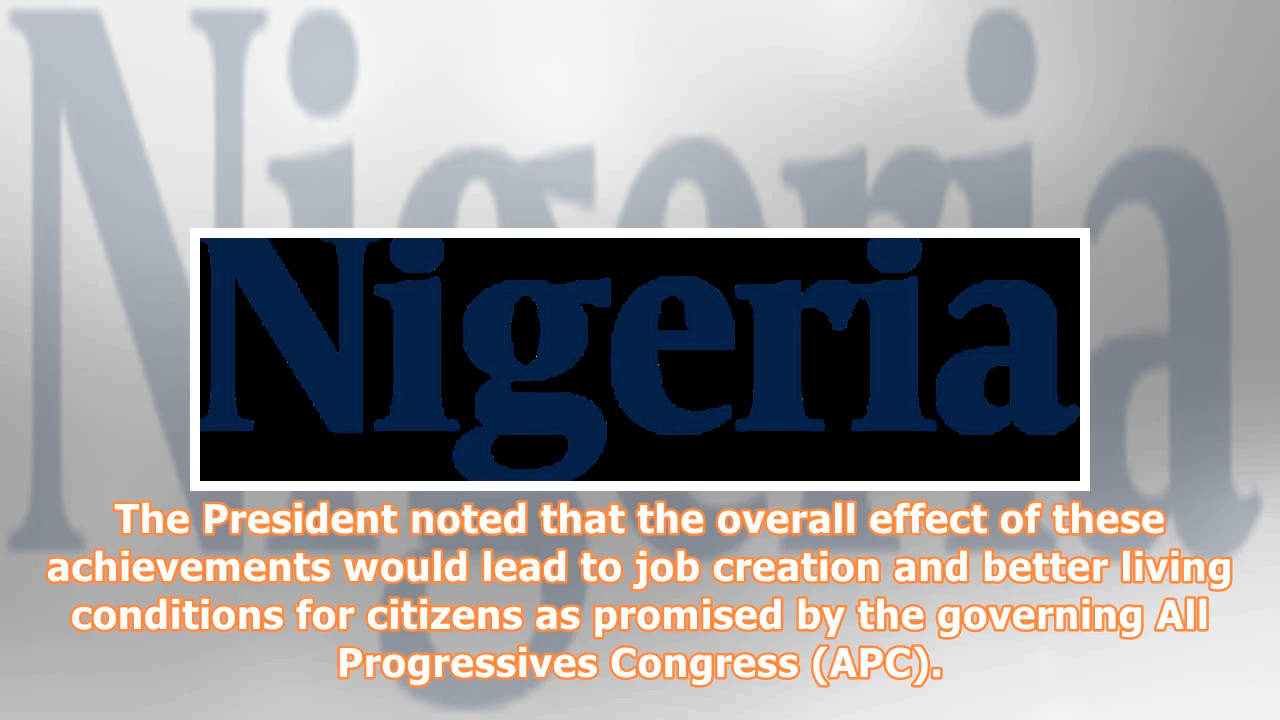 Nigeria
Nigeria
The President noted that the overall effect of these
achievements would lead to job creation and better living
conditions for citizens as promised by the governing All
Progressives Congress (APC).